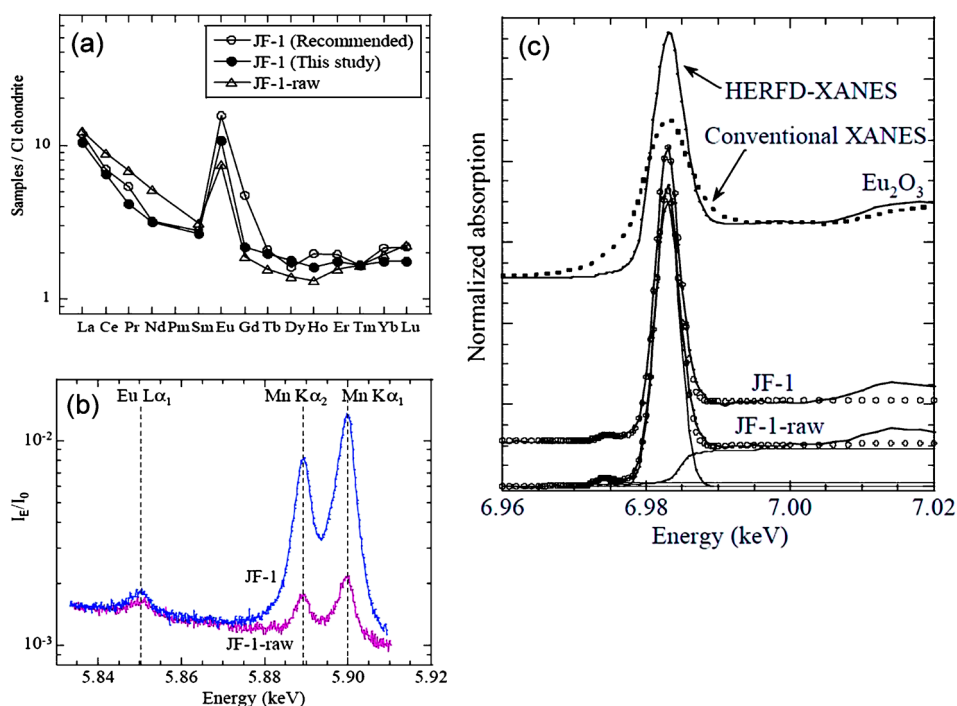 (a)
JF-1 (Recommended)
JF-1 (This study)
JF-1-raw
Samples / CI chondrite
10
1
La Ce Pr Nd Pm Sm Eu Gd Tb Dy Ho Er Tm Yb Lu
(b)
Eu Lα₁ Mn Kα₂ Mn Kα₁
I_E/I_0
10⁻²
10⁻³
JF-1
JF-1-raw
5.84 5.86 5.88 5.90 5.92
Energy (keV)
(c)
HERFD-XANES
Conventional XANES
Eu₂O₃
Normalized absorption
JF-1
JF-1-raw
6.96 6.98 7.00 7.02
Energy (keV)